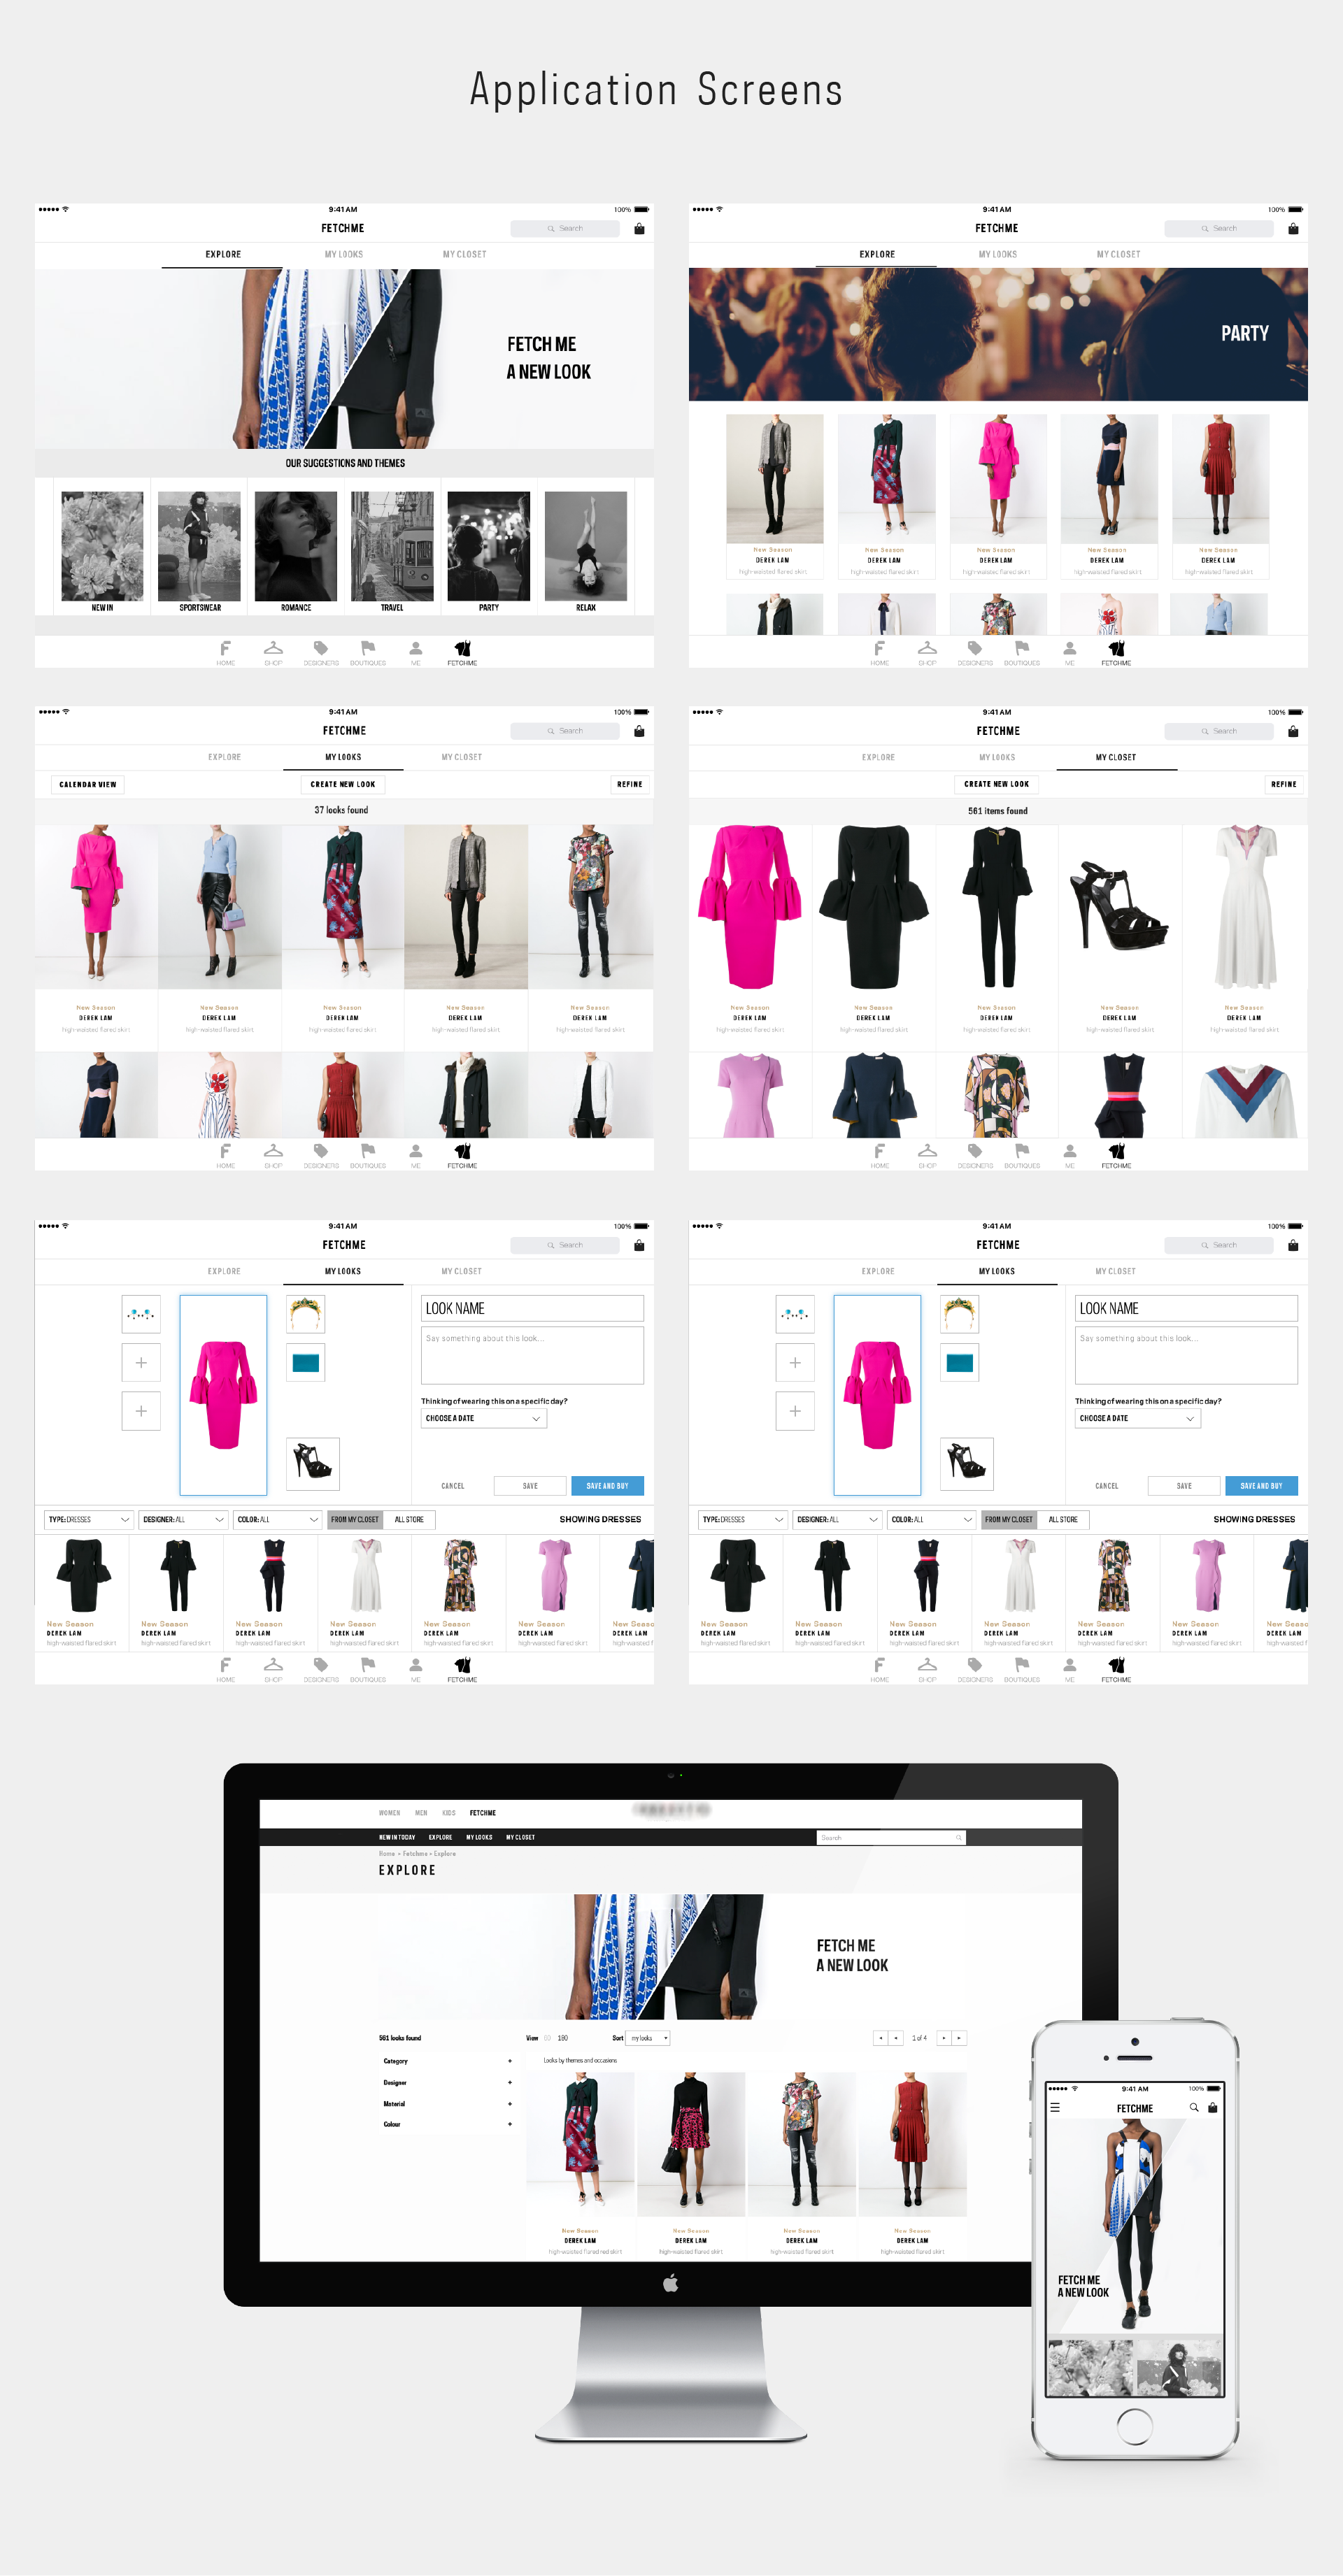 Application Screens
9:41 AM
100%
FETCHME
Search
EXPLORE
MY LOOKS
MY CLOSET
FETCH ME
A NEW LOOK
OUR SUGGESTIONS AND THEMES
NEW IN
SPORTSWEAR
ROMANCE
TRAVEL
PARTY
RELAX
HOME
SHOP
DESIGNERS
BOUTIQUES
ME
FETCHME
9:41 AM
100%
FETCHME
Search
EXPLORE
MY LOOKS
MY CLOSET
PARTY
New Season
DEREK LAM
high-waisted flared skirt
New Season
DEREK LAM
high-waisted flared skirt
New Season
DEREK LAM
high-waisted flared skirt
New Season
DEREK LAM
high-waisted flared skirt
New Season
DEREK LAM
high-waisted flared skirt
HOME
SHOP
DESIGNERS
BOUTIQUES
ME
FETCHME
9:41 AM
100%
FETCHME
Search
EXPLORE
MY LOOKS
MY CLOSET
CALENDAR VIEW
CREATE NEW LOOK
REFINE
37 looks found
New Season
DEREK LAM
high-waisted flared skirt
New Season
DEREK LAM
high-waisted flared skirt
New Season
DEREK LAM
high-waisted flared skirt
New Season
DEREK LAM
high-waisted flared skirt
New Season
DEREK LAM
high-waisted flared skirt
HOME
SHOP
DESIGNERS
BOUTIQUES
ME
FETCHME
9:41 AM
100%
FETCHME
Search
EXPLORE
MY LOOKS
MY CLOSET
CREATE NEW LOOK
REFINE
561 items found
New Season
DEREK LAM
high-waisted flared skirt
New Season
DEREK LAM
high-waisted flared skirt
New Season
DEREK LAM
high-waisted flared skirt
New Season
DEREK LAM
high-waisted flared skirt
New Season
DEREK LAM
high-waisted flared skirt
HOME
SHOP
DESIGNERS
BOUTIQUES
ME
FETCHME
9:41 AM
100%
FETCHME
Search
EXPLORE
MY LOOKS
MY CLOSET
LOOK NAME
Say something about this look...
Thinking of wearing this on a specific day?
CHOOSE A DATE
CANCEL
SAVE
SAVE AND BUY
TYPE: DRESSES
DESIGNER: ALL
COLOR: ALL
FROM MY CLOSET
ALL STORE
SHOWING DRESSES
New Season
DEREK LAM
high-waisted flared skirt
New Season
DEREK LAM
high-waisted flared skirt
New Season
DEREK LAM
high-waisted flared skirt
New Season
DEREK LAM
high-waisted flared skirt
New Season
DEREK LAM
high-waisted flared skirt
New Season
DEREK LAM
high-waisted flared skirt
New Seaso
DEREK LAM
high-waisted f
HOME
SHOP
DESIGNERS
BOUTIQUES
ME
FETCHME
9:41 AM
100%
FETCHME
Search
EXPLORE
MY LOOKS
MY CLOSET
LOOK NAME
Say something about this look...
Thinking of wearing this on a specific day?
CHOOSE A DATE
CANCEL
SAVE
SAVE AND BUY
TYPE: DRESSES
DESIGNER: ALL
COLOR: ALL
FROM MY CLOSET
ALL STORE
SHOWING DRESSES
New Season
DEREK LAM
high-waisted flared skirt
New Season
DEREK LAM
high-waisted flared skirt
New Season
DEREK LAM
high-waisted flared skirt
New Season
DEREK LAM
high-waisted flared skirt
New Season
DEREK LAM
high-waisted flared skirt
New Season
DEREK LAM
high-waisted flared skirt
New Seaso
DEREK LAM
high-waisted f
HOME
SHOP
DESIGNERS
BOUTIQUES
ME
FETCHME
WOMEN
MEN
KIDS
FETCHME
NEW IN TODAY
EXPLORE
MY LOOKS
MY CLOSET
Search
Home > Fetchme > Explore
EXPLORE
FETCH ME
A NEW LOOK
561 looks found
View
180
Sort
my looks
1 of 4
Category +
Designer +
Material +
Colour +
Looks by themes and occasions
New Season
DEREK LAM
high-waisted flared red skirt
New Season
DEREK LAM
high-waisted flared skirt
New Season
DEREK LAM
high-waisted flared skirt
New Season
DEREK LAM
high-waisted flared skirt
9:41 AM
100%
FETCHME
FETCH ME
A NEW LOOK